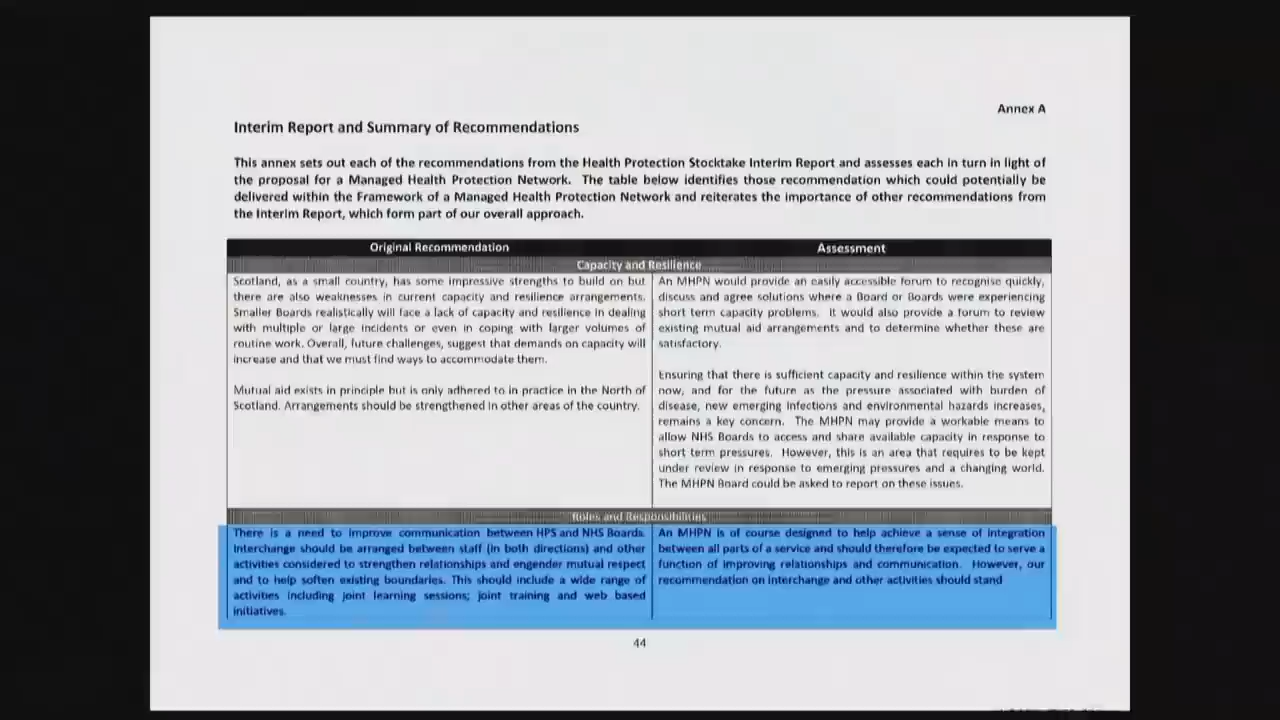 Annex A
Interim Report and Summary of Recommendations
This annex sets out each of the recommendations from the Health Protection Stocktake Interim Report and assesses each in turn in light of
the proposal for a Managed Health Protection Network. The table below identifies those recommendation which could potentially be
delivered within the Framework of a Managed Health Protection Network and reiterates the importance of other recommendations from
the Interim Report, which form part of our overall approach.
Original Recommendation
Assessment
Capacity and Resilience
Scotland, as a small country, has some impressive strengths to build on but
there are also weaknesses in current capacity and resilience arrangements.
Smaller Boards realistically will face a lack of capacity and resilience in dealing
with multiple or large incidents or even in coping with larger volumes of
routine work. Overall, future challenges, suggest that demands on capacity will
increase and that we must find ways to accommodate them.
Mutual aid exists in principle but is only adhered to in practice in the North of
Scotland. Arrangements should be strengthened in other areas of the country.
An MHPN would provide an easily accessible forum to recognise quickly,
discuss and agree solutions where a Board or Boards were experiencing
short term capacity problems. It would also provide a forum to review
existing mutual aid arrangements and to determine whether these are
satisfactory.
Ensuring that there is sufficient capacity and resilience within the system
now, and for the future as the pressure associated with burden of
disease, new emerging infections and environmental hazards increases,
remains a key concern. The MHPN may provide a workable means to
allow NHS Boards to access and share available capacity in response to
short term pressures. However, this is an area that requires to be kept
under review in response to emerging pressures and a changing world.
The MHPN Board could be asked to report on these issues.
Roles and Responsibilities
There is a need to improve communication between HPS and NHS Boards.
Interchange should be arranged between staff (in both directions) and other
activities considered to strengthen relationships and engender mutual respect
and to help soften existing boundaries. This should include a wide range of
activities including joint learning sessions; joint training and web based
initiatives.
An MHPN is of course designed to help achieve a sense of integration
between all parts of a service and should therefore be expected to serve a
function of improving relationships and communication. However, our
recommendation on interchange and other activities should stand
44